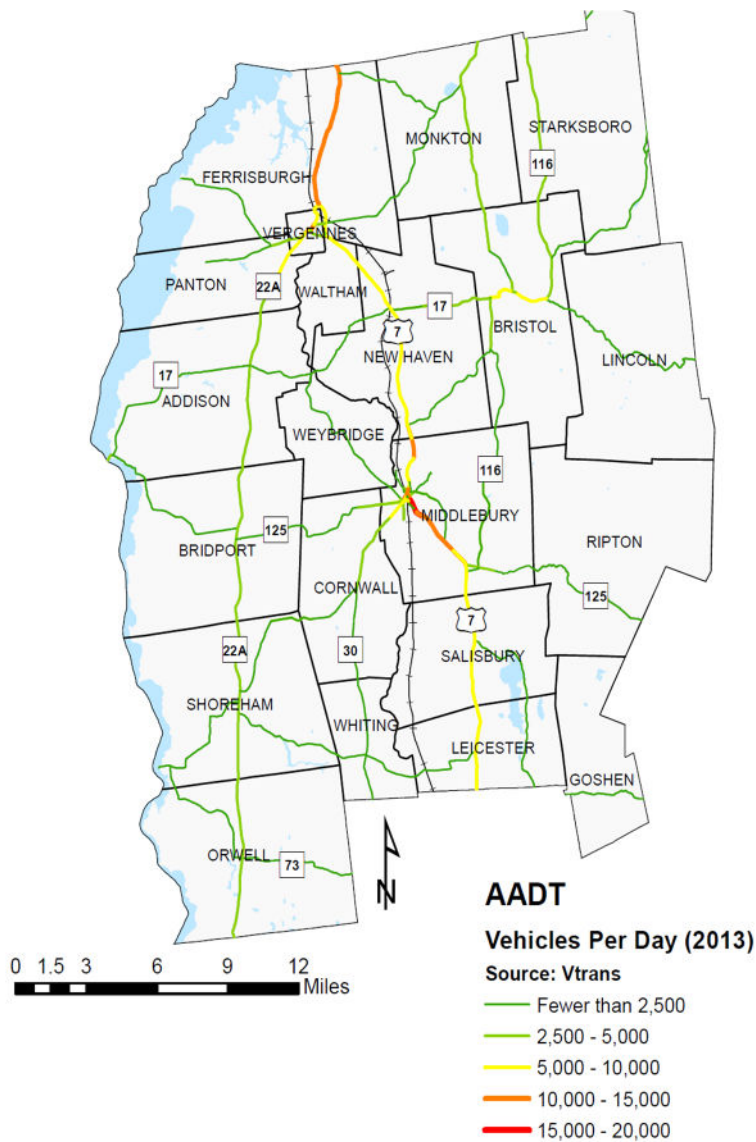 MONKTON
STARKSBORO
116
FERRISBURGH
VERGENNES
PANTON
22A
WALTHAM
17
BRISTOL
7
NEW HAVEN
LINCOLN
17
ADDISON
WEYBRIDGE
116
MIDDLEBURY
125
BRIDPORT
RIPTON
CORNWALL
125
7
22A
30
SALISBURY
SHOREHAM
WHITING
LEICESTER
GOSHEN
ORWELL
73
N
0 1.5 3 6 9 12
Miles
AADT
Vehicles Per Day (2013)
Source: Vtrans
Fewer than 2,500
2,500 - 5,000
5,000 - 10,000
10,000 - 15,000
15,000 - 20,000